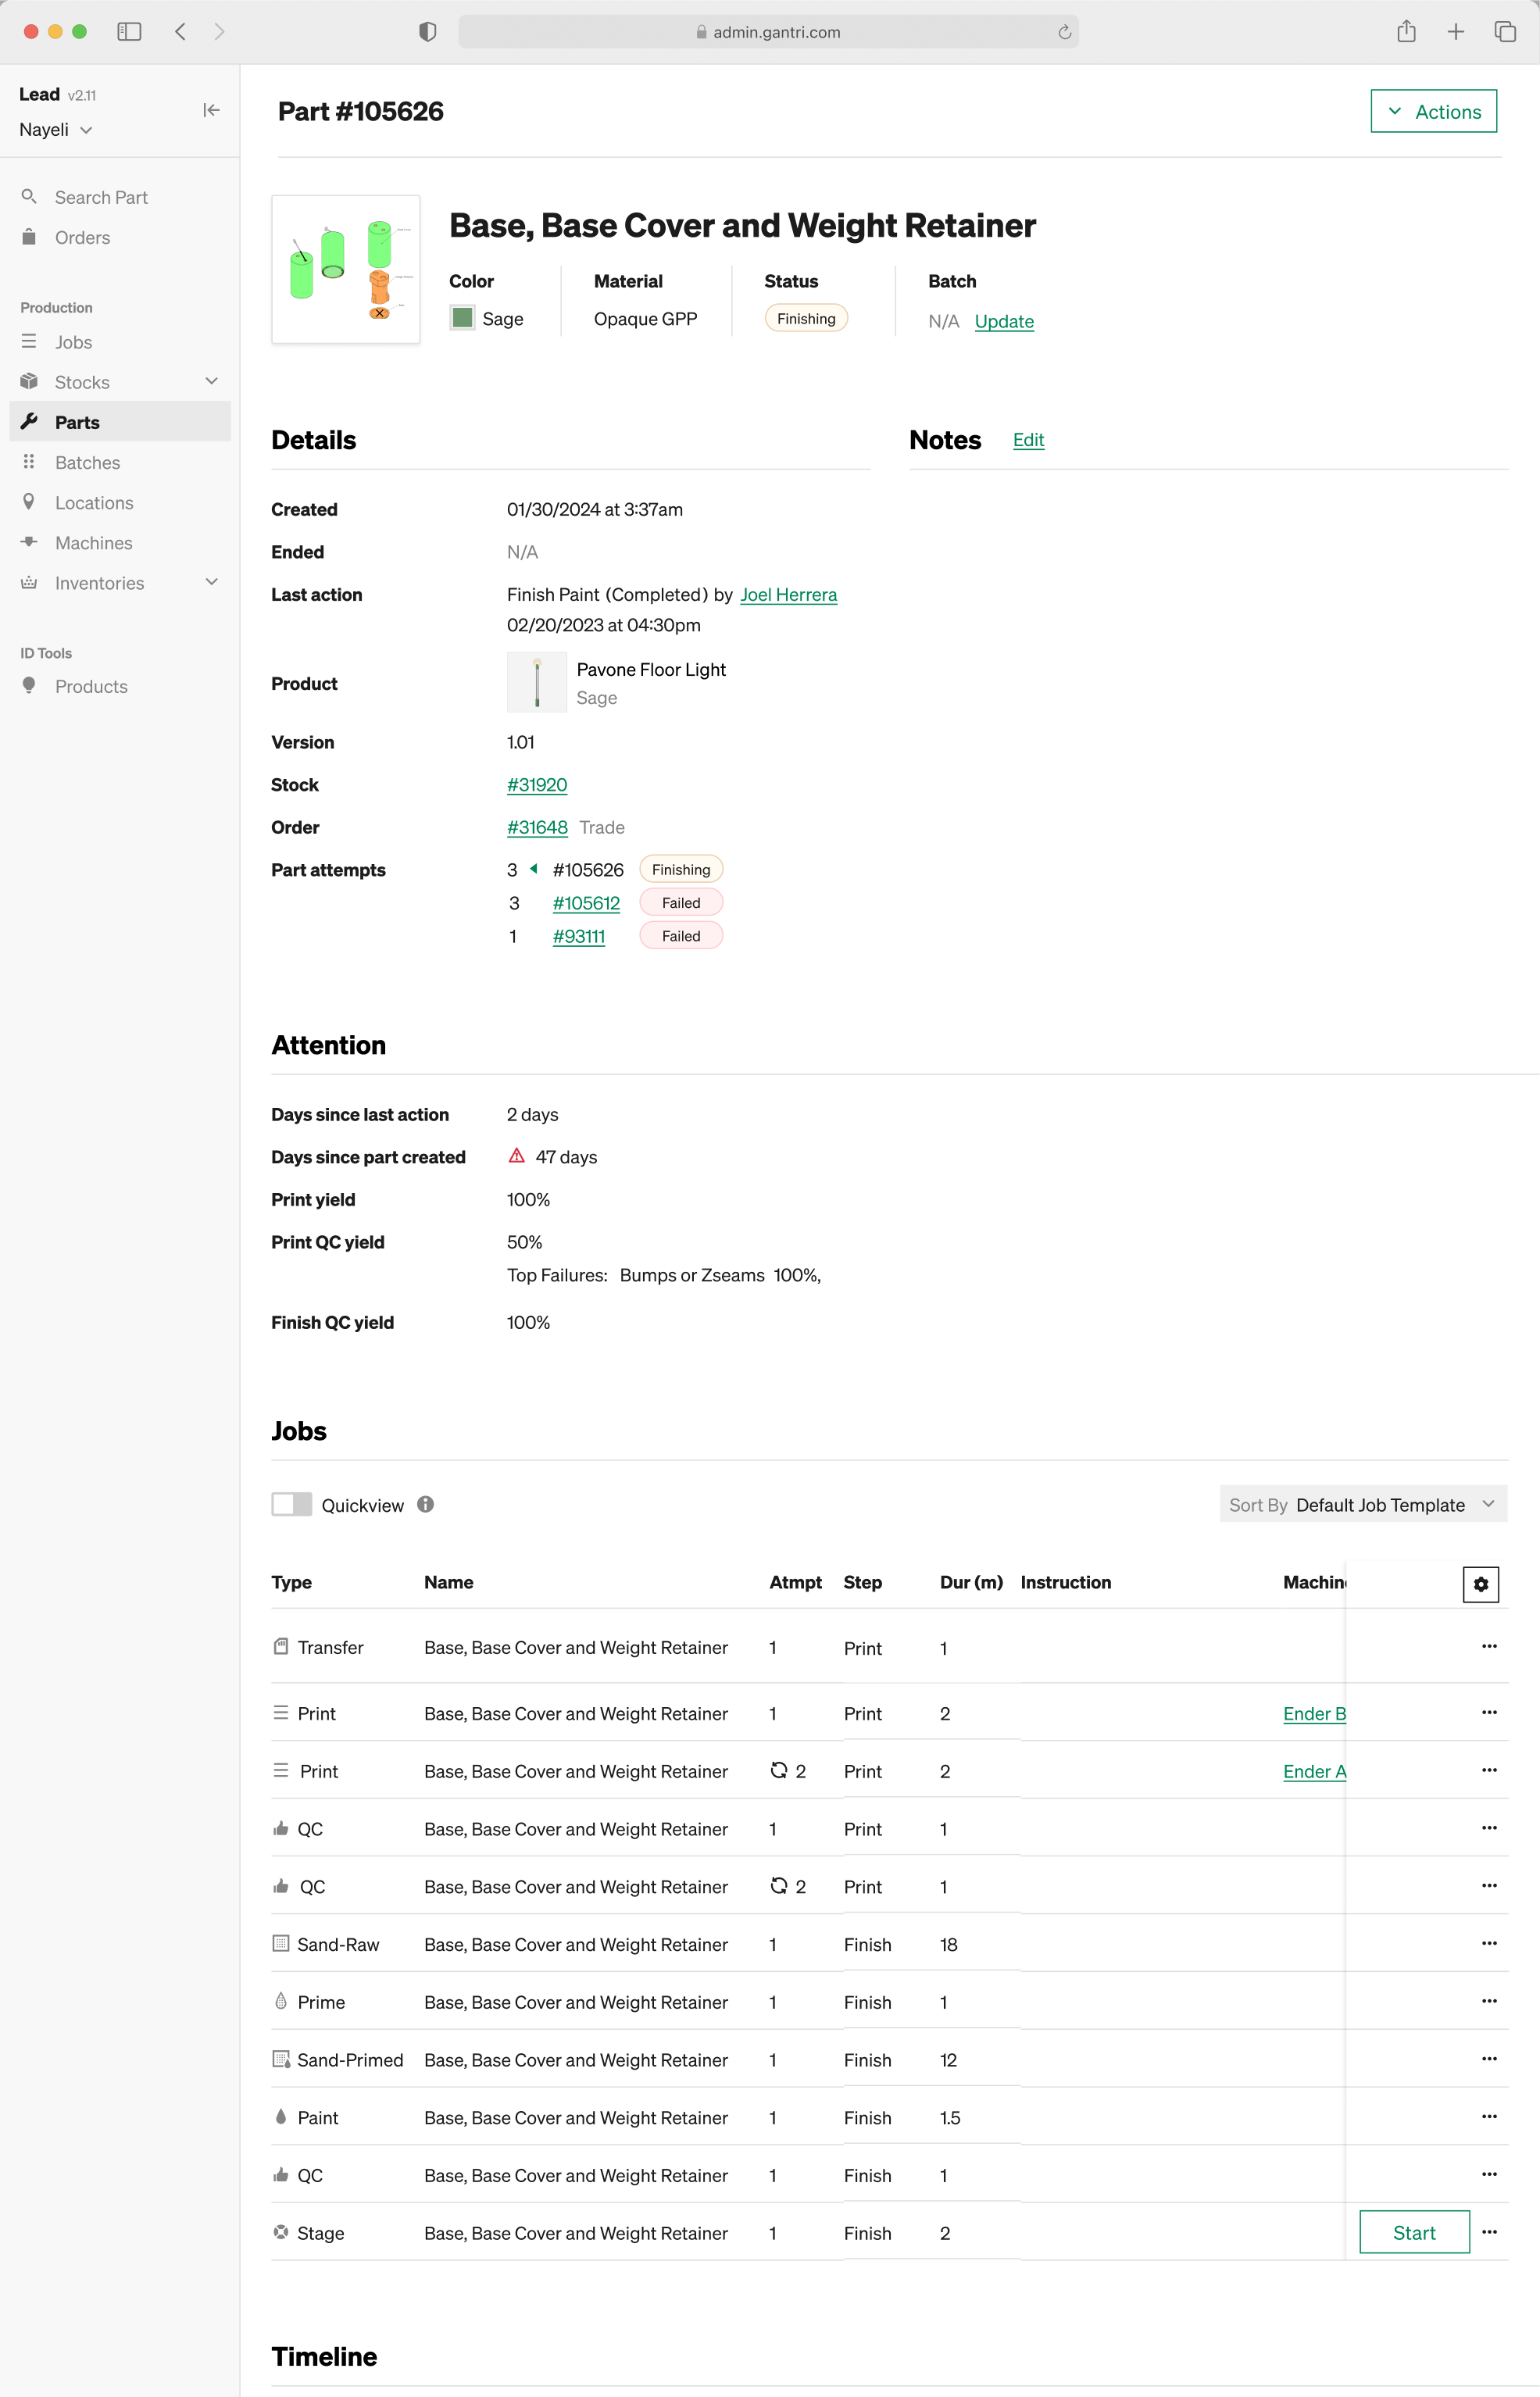 admin.gantri.com
Lead v2.11
Nayeli
Search Part
Orders
Production
Jobs
Stocks
Parts
Batches
Locations
Machines
Inventories
ID Tools
Products
Part #105626
Actions
Base, Base Cover and Weight Retainer
Color Material Status Batch
Sage Opaque GPP Finishing N/A Update
Details
Created 01/30/2024 at 3:37am
Ended N/A
Last action Finish Paint (Completed) by Joel Herrera
02/20/2023 at 04:30pm
Product Pavone Floor Light
Sage
Version 1.01
Stock #31920
Order #31648 Trade
Part attempts 3 #105626 Finishing
3 #105612 Failed
1 #93111 Failed
Notes Edit
Attention
Days since last action 2 days
Days since part created 47 days
Print yield 100%
Print QC yield 50%
Top Failures: Bumps or Zseams 100%,
Finish QC yield 100%
Jobs
Quickview Sort By Default Job Template
Type Name Atmpt Step Dur (m) Instruction Machin
Transfer Base, Base Cover and Weight Retainer 1 Print 1
Print Base, Base Cover and Weight Retainer 1 Print 2 Ender B
Print Base, Base Cover and Weight Retainer 2 Print 2 Ender A
QC Base, Base Cover and Weight Retainer 1 Print 1
QC Base, Base Cover and Weight Retainer 2 Print 1
Sand-Raw Base, Base Cover and Weight Retainer 1 Finish 18
Prime Base, Base Cover and Weight Retainer 1 Finish 1
Sand-Primed Base, Base Cover and Weight Retainer 1 Finish 12
Paint Base, Base Cover and Weight Retainer 1 Finish 1.5
QC Base, Base Cover and Weight Retainer 1 Finish 1
Stage Base, Base Cover and Weight Retainer 1 Finish 2 Start
Timeline